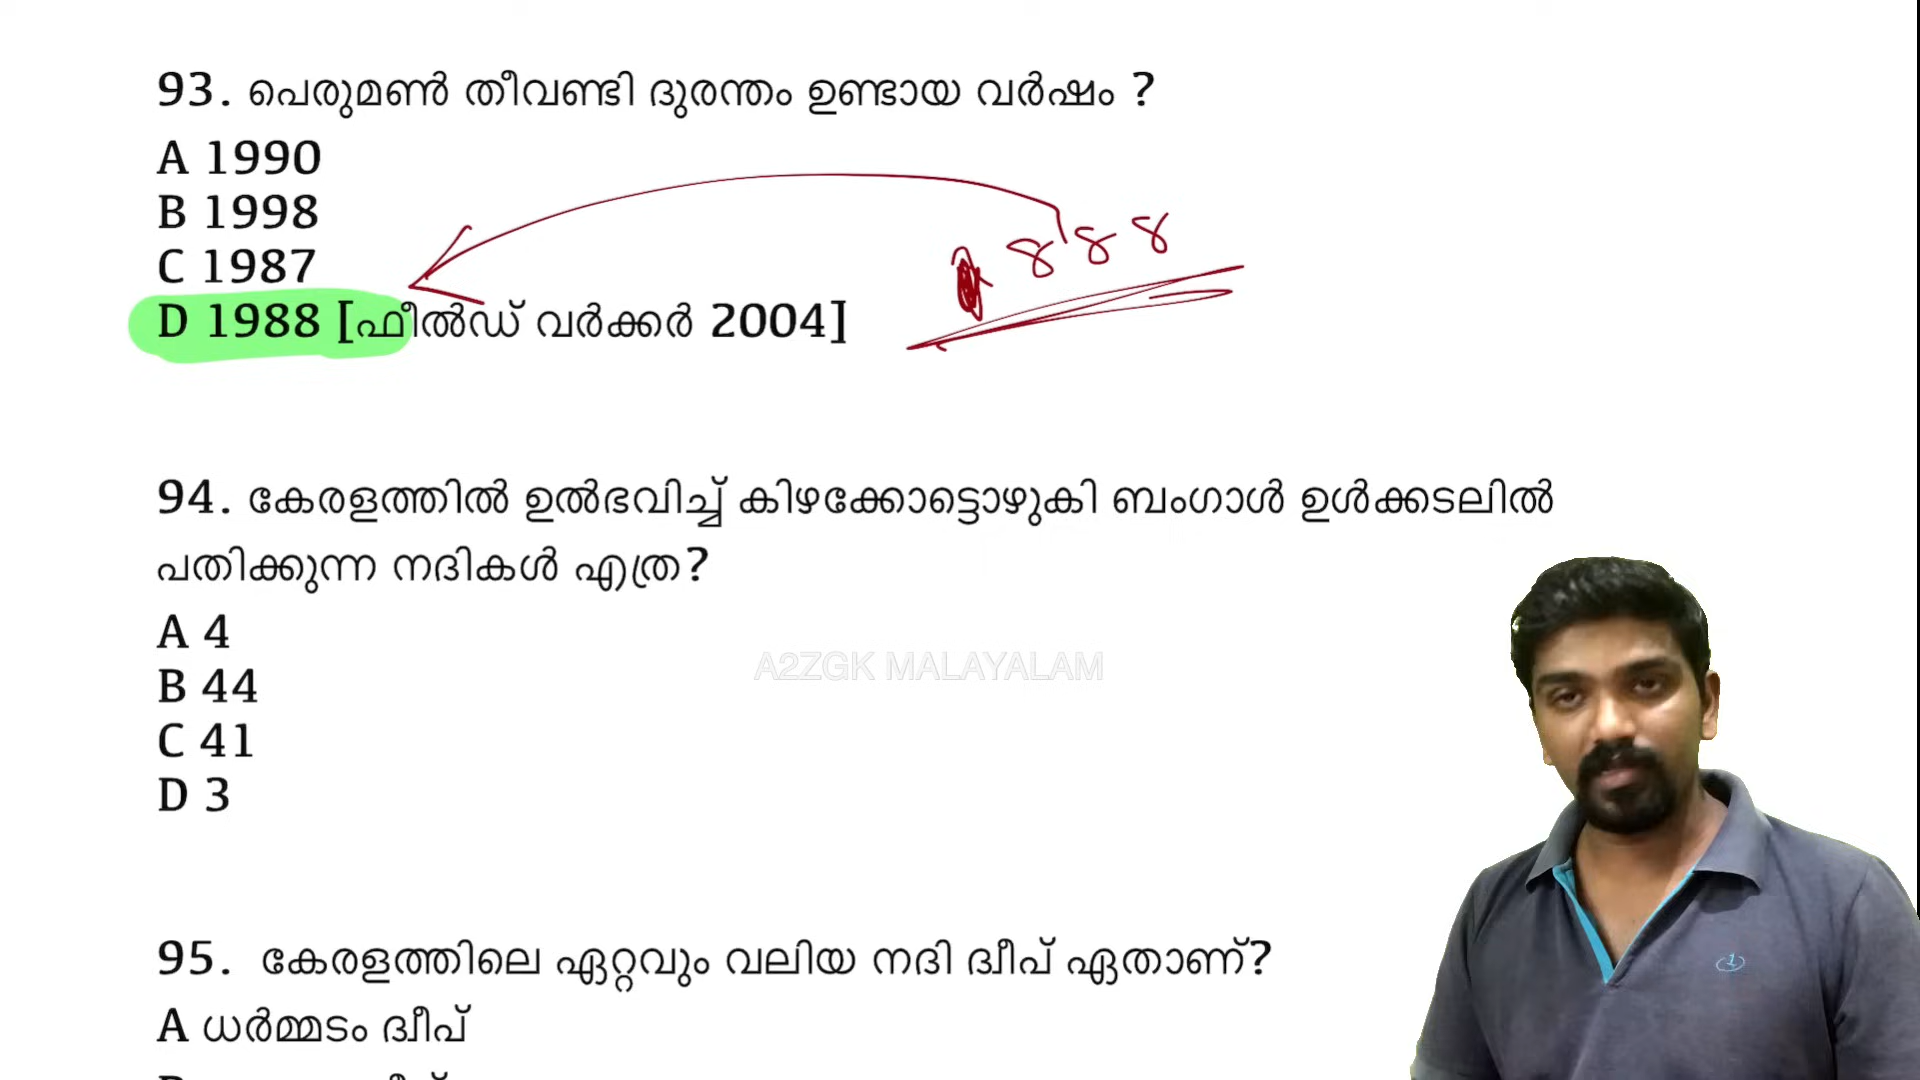 93. പെരുമൺ തീവണ്ടി ദുരന്തം ഉണ്ടായ വർഷം ?
A 1990
B 1998
C 1987
D 1988 [ഫീൽഡ് വർക്കർ 2004]
888
94. കേരളത്തിൽ ഉൽഭവിച്ച് കിഴക്കോട്ടൊഴുകി ബംഗാൾ ഉൾക്കടലിൽ
പതിക്കുന്ന നദികൾ എത്ര?
A 4
B 44
C 41
D 3
A2ZGK MALAYALAM
95. കേരളത്തിലെ ഏറ്റവും വലിയ നദി ദ്വീപ് ഏതാണ്?
A ധർമ്മടം ദ്വീപ്